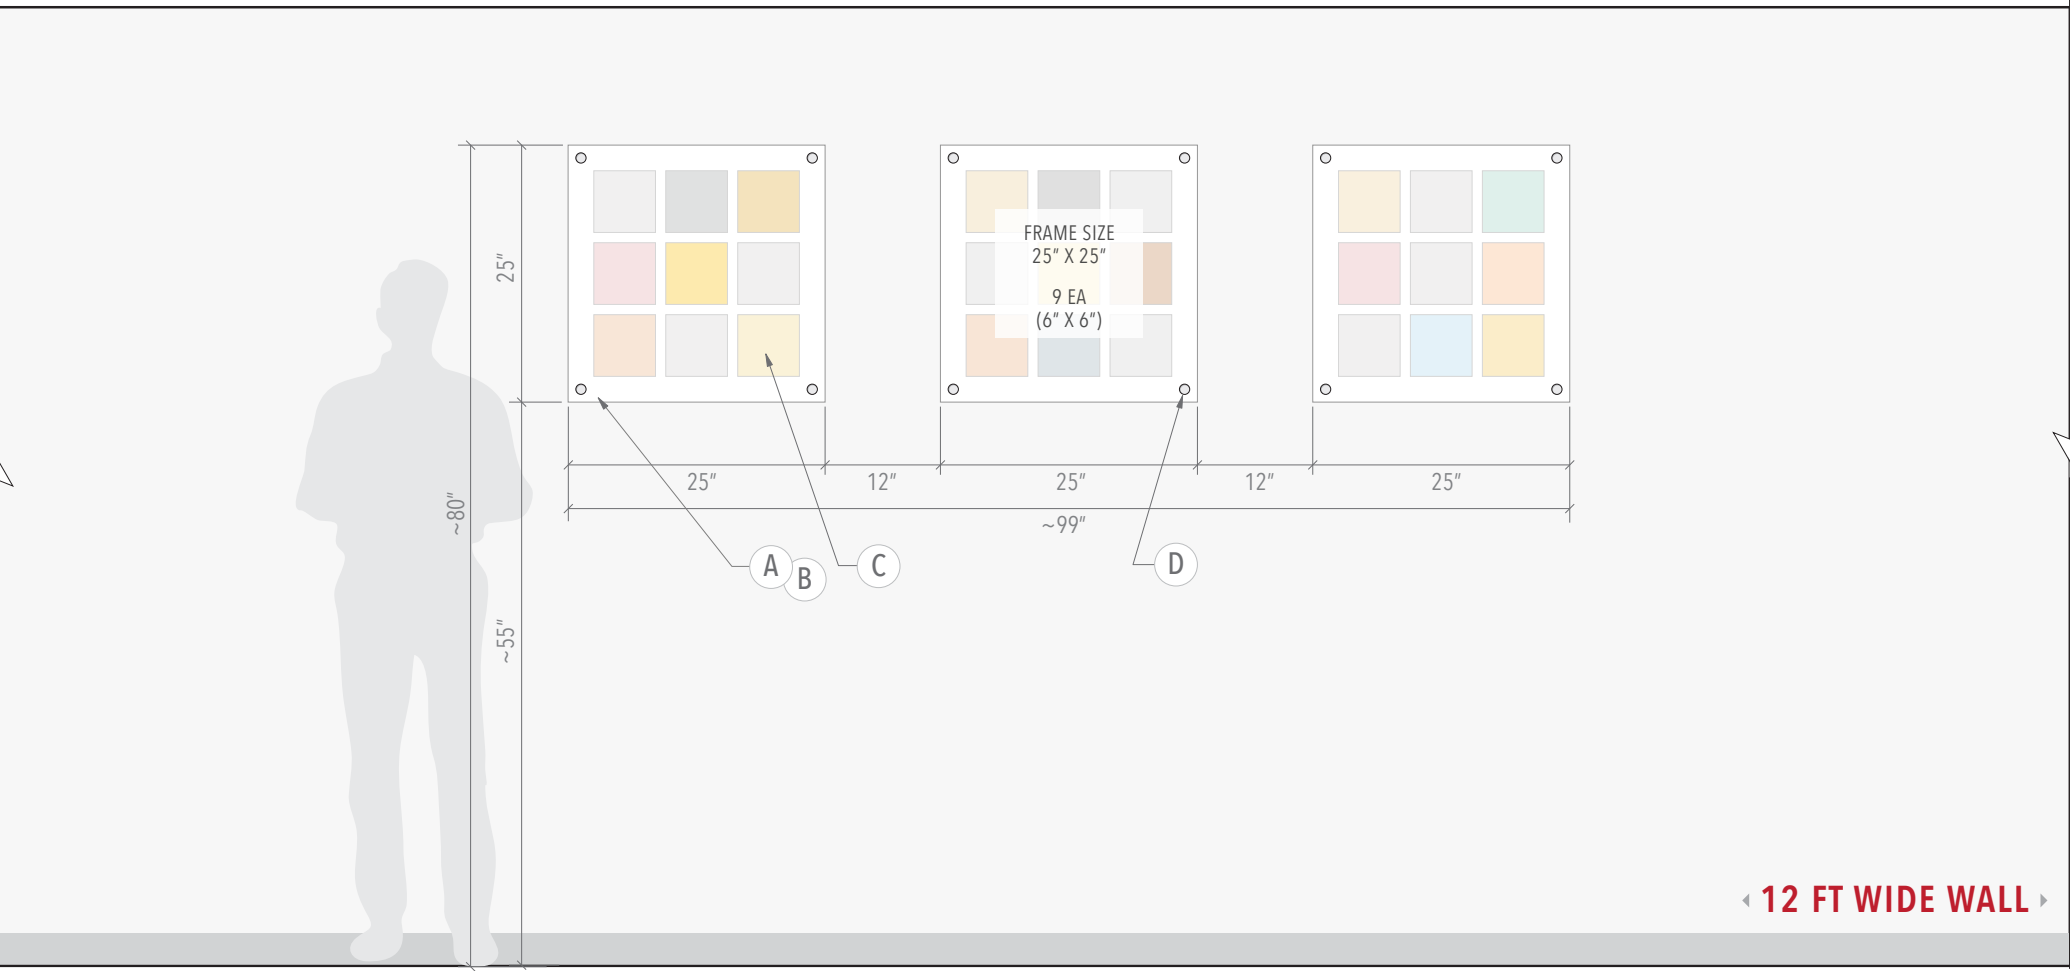 FRAME SIZE
25" X 25"
9 EA
(6" X 6")
25"
~80"
~55"
25"
12"
25"
12"
25"
~99"
A
B
C
D
12 FT WIDE WALL